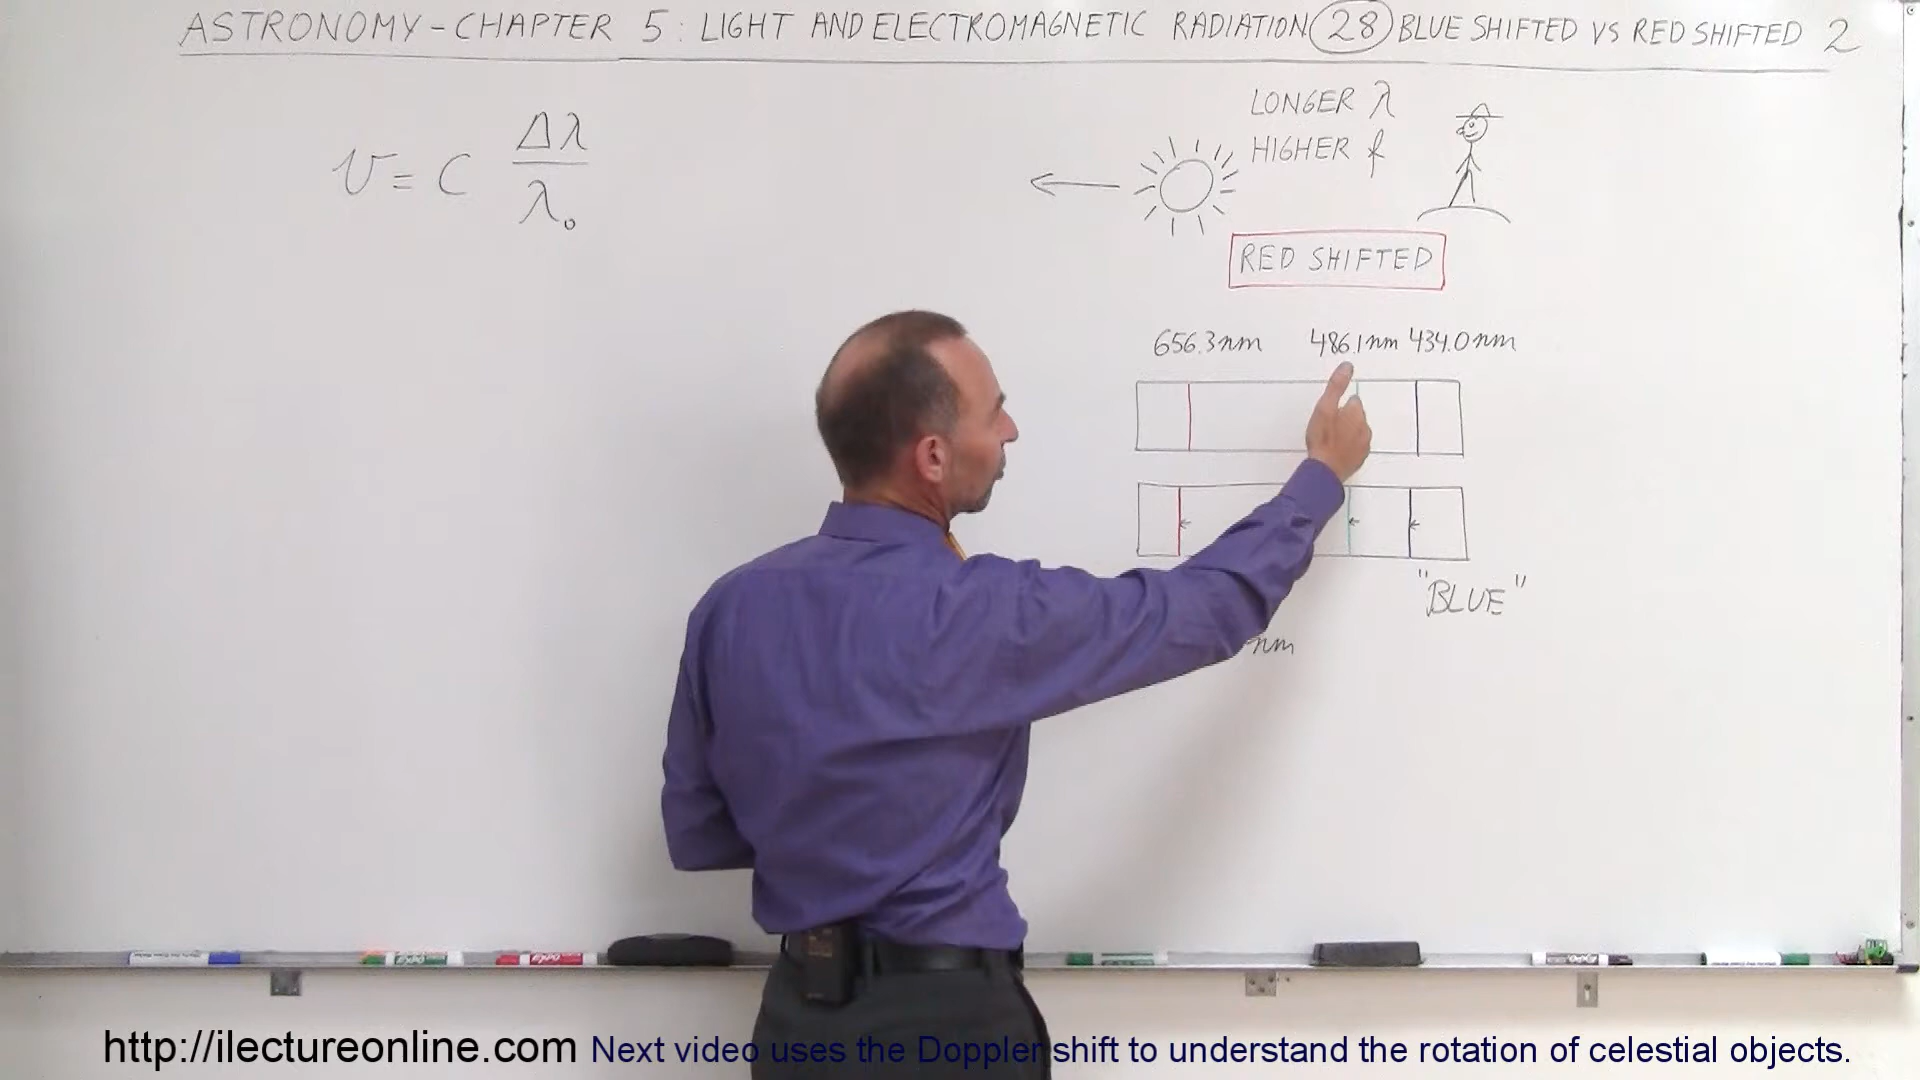 ASTRONOMY - CHAPTER 5: LIGHT AND ELECTROMAGNETIC RADIATION 28 BLUE SHIFTED VS RED SHIFTED 2
V = C Δλ/λ₀
LONGER λ
HIGHER f
RED SHIFTED
656.3nm 486.1nm 434.0nm
"BLUE"
nm
http://ilectureonline.com Next video uses the Doppler shift to understand the rotation of celestial objects.